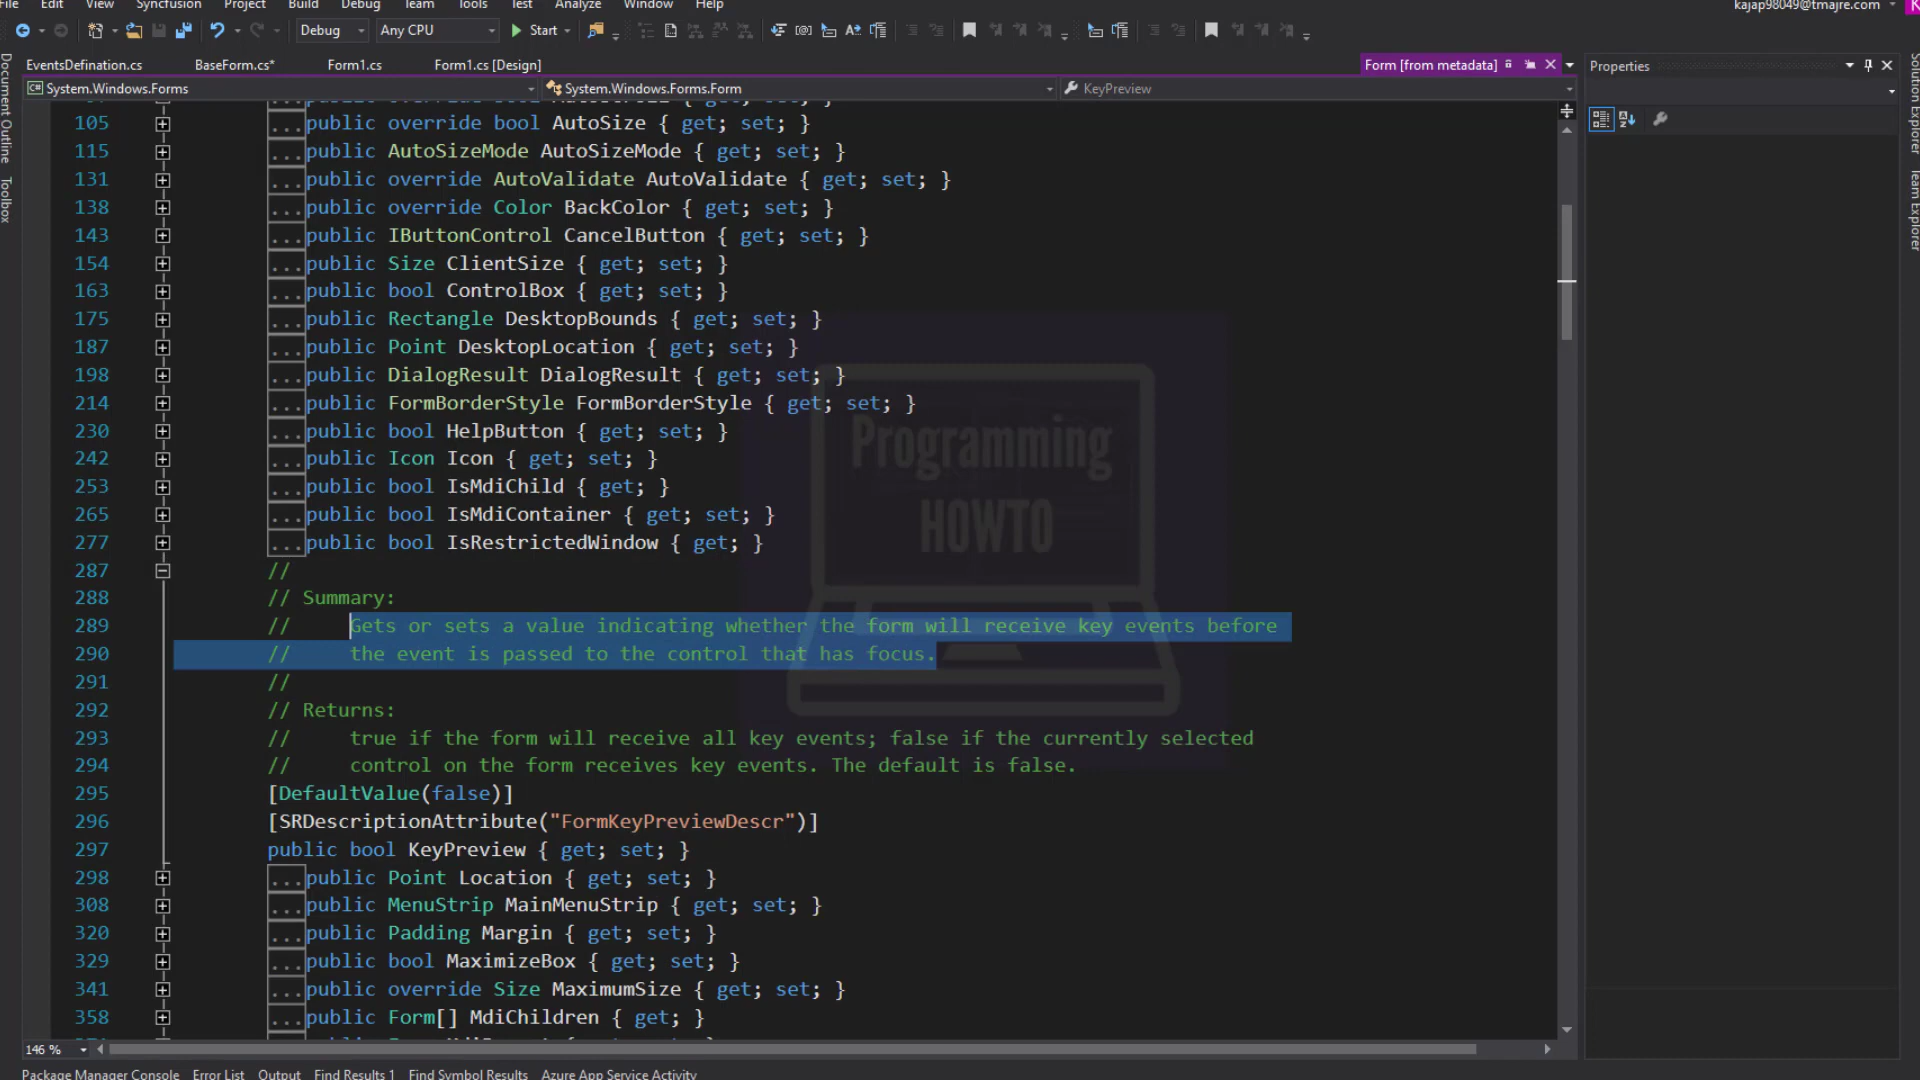 File Edit View Syncfusion Project Build Debug Team Tools Test Analyze Window Help kajap98049@tmajre.com
Debug Any CPU Start
EventsDefination.cs BaseForm.cs* Form1.cs Form1.cs [Design] Form [from metadata] Properties
System.Windows.Forms System.Windows.Forms.Form KeyPreview
Document Outline
Toolbox
Solution Explorer
Team Explorer
105 ...public override bool AutoSize { get; set; }
115 ...public AutoSizeMode AutoSizeMode { get; set; }
131 ...public override AutoValidate AutoValidate { get; set; }
138 ...public override Color BackColor { get; set; }
143 ...public IButtonControl CancelButton { get; set; }
154 ...public Size ClientSize { get; set; }
163 ...public bool ControlBox { get; set; }
175 ...public Rectangle DesktopBounds { get; set; }
187 ...public Point DesktopLocation { get; set; }
198 ...public DialogResult DialogResult { get; set; }
214 ...public FormBorderStyle FormBorderStyle { get; set; }
230 ...public bool HelpButton { get; set; }
242 ...public Icon Icon { get; set; }
253 ...public bool IsMdiChild { get; }
265 ...public bool IsMdiContainer { get; set; }
277 ...public bool IsRestrictedWindow { get; }
287 //
288 // Summary:
289 // Gets or sets a value indicating whether the form will receive key events before
290 // the event is passed to the control that has focus.
291 //
292 // Returns:
293 // true if the form will receive all key events; false if the currently selected
294 // control on the form receives key events. The default is false.
295 [DefaultValue(false)]
296 [SRDescriptionAttribute("FormKeyPreviewDescr")]
297 public bool KeyPreview { get; set; }
298 ...public Point Location { get; set; }
308 ...public MenuStrip MainMenuStrip { get; set; }
320 ...public Padding Margin { get; set; }
329 ...public bool MaximizeBox { get; set; }
341 ...public override Size MaximumSize { get; set; }
358 ...public Form[] MdiChildren { get; }
Programming
HOWTO
146 %
Package Manager Console Error List Output Find Results 1 Find Symbol Results Azure App Service Activity